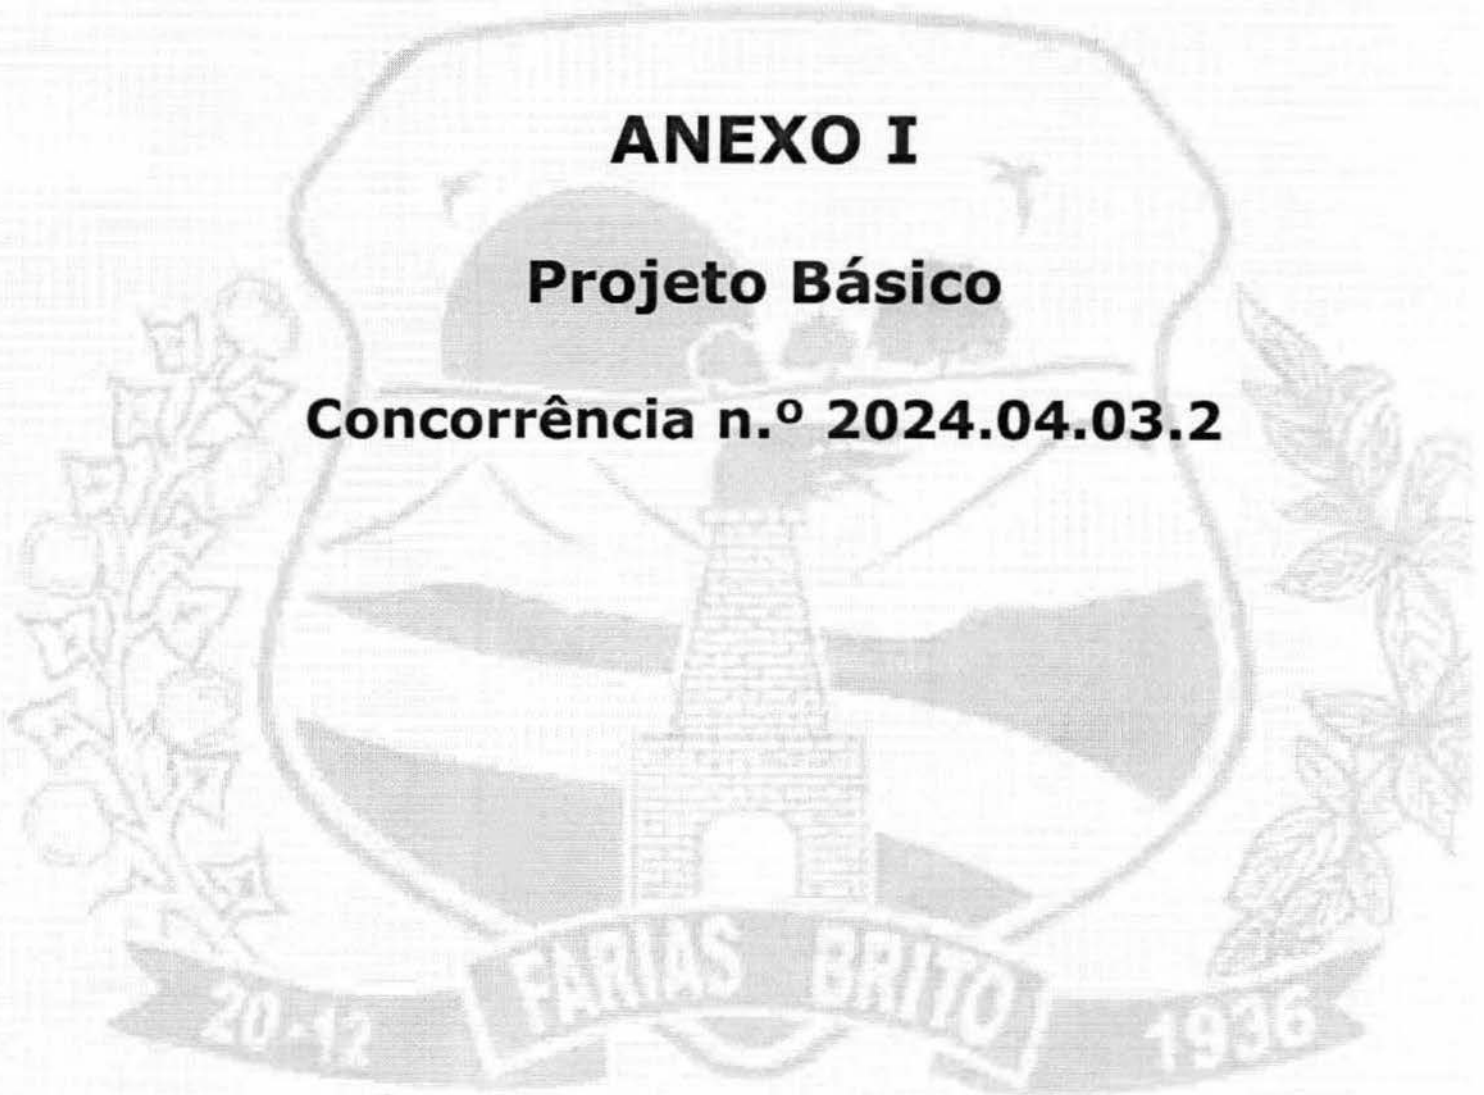 ANEXO I
Projeto Básico
Concorrência n.º 2024.04.03.2
FARIAS BRITO
20-12
1936